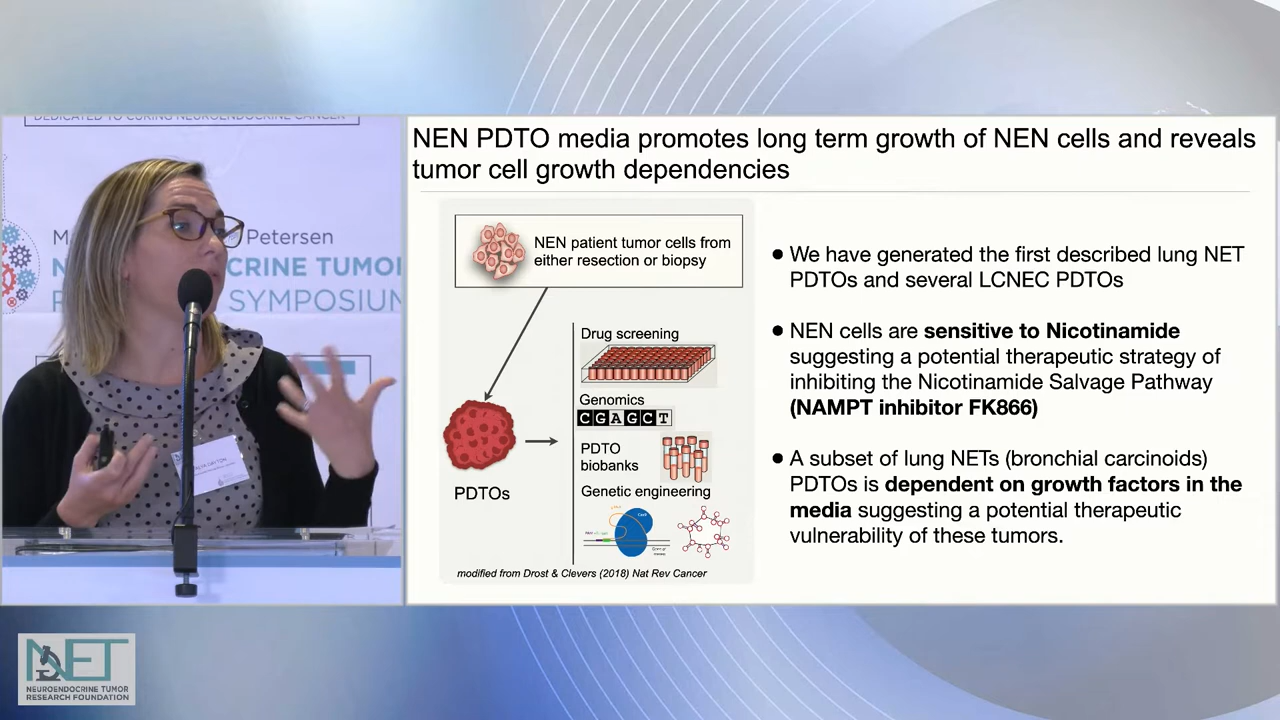 DEDICATED TO CURING NEUROENDOCRINE CANCER
Petersen
CRINE TUMOR
SYMPOSIUM
NEN PDTO media promotes long term growth of NEN cells and reveals
tumor cell growth dependencies
NEN patient tumor cells from
either resection or biopsy
Drug screening
Genomics
CGAGCT
PDTO
biobanks
Genetic engineering
PDTOs
modified from Drost & Clevers (2018) Nat Rev Cancer
● We have generated the first described lung NET
PDTOs and several LCNEC PDTOs
● NEN cells are sensitive to Nicotinamide
suggesting a potential therapeutic strategy of
inhibiting the Nicotinamide Salvage Pathway
(NAMPT inhibitor FK866)
● A subset of lung NETs (bronchial carcinoids)
PDTOs is dependent on growth factors in the
media suggesting a potential therapeutic
vulnerability of these tumors.
NET
NEUROENDOCRINE TUMOR
RESEARCH FOUNDATION